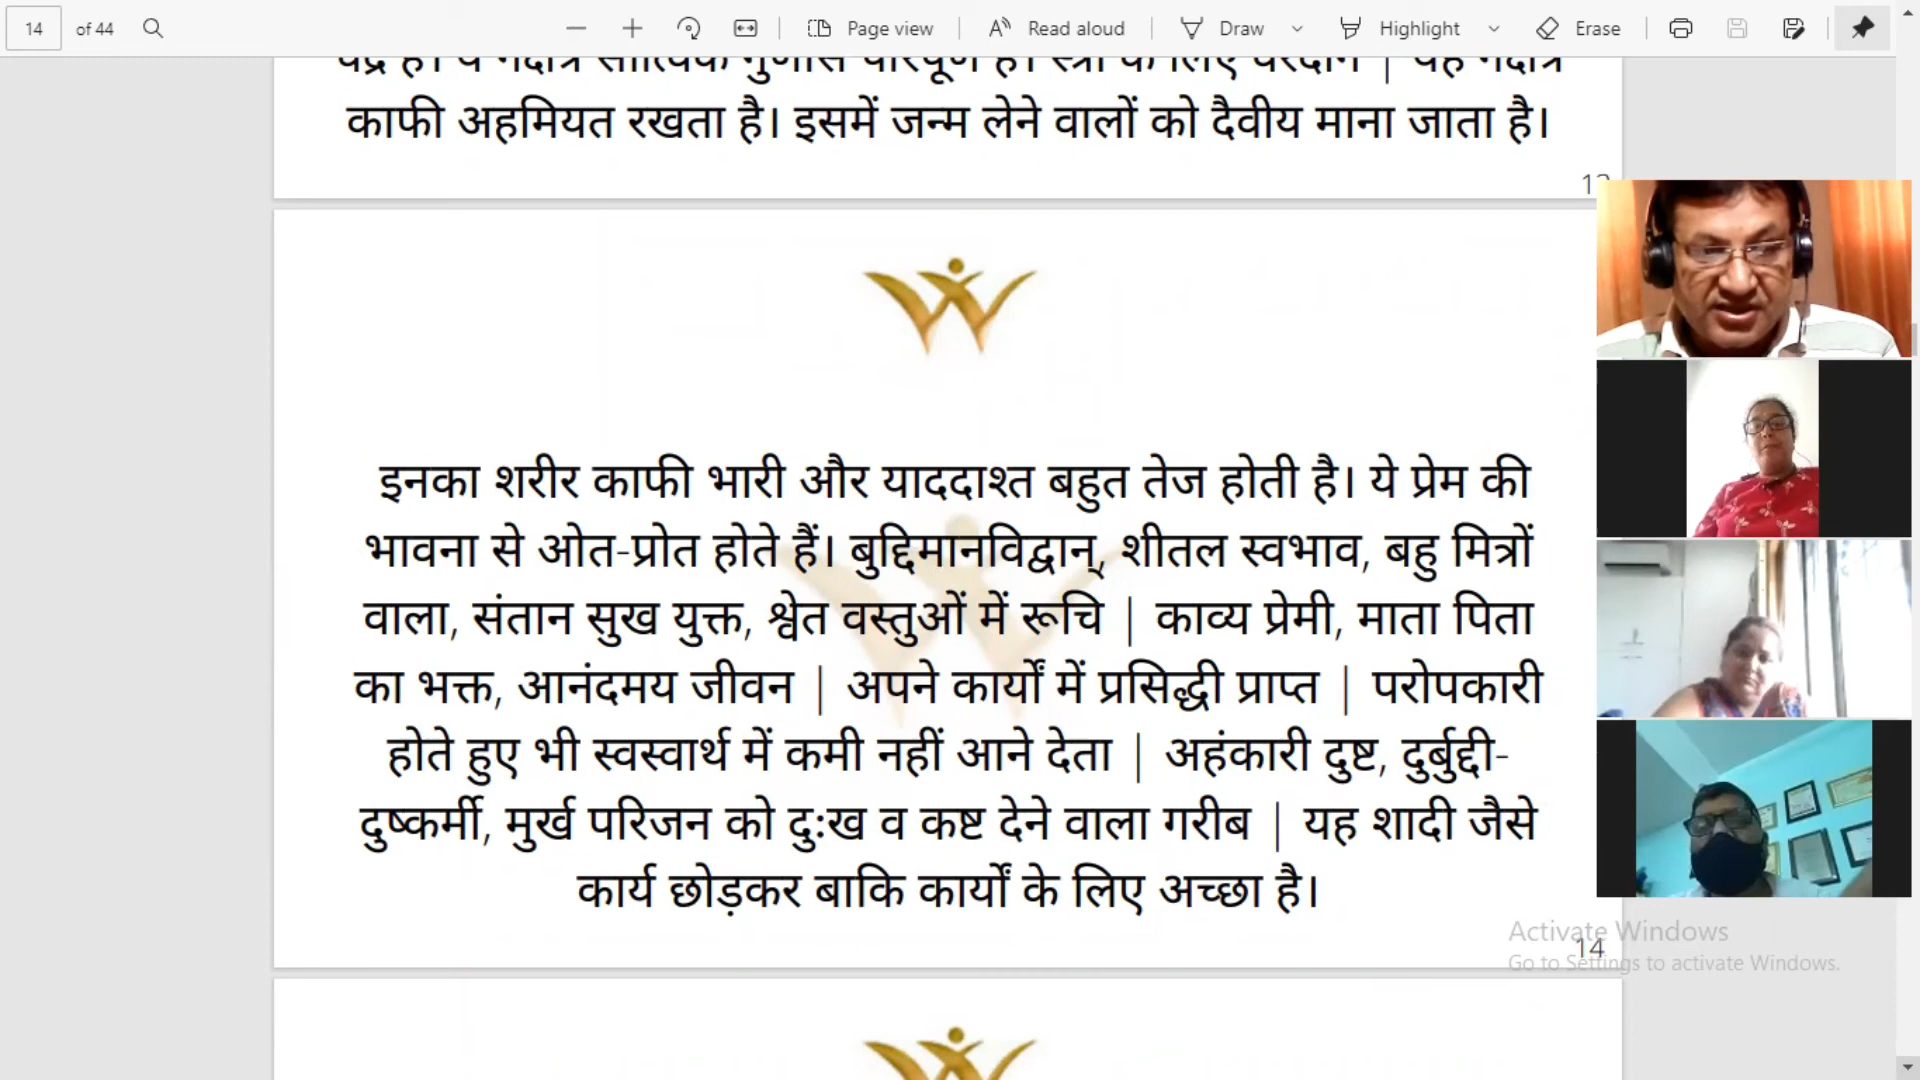 14 of 44 Page view Read aloud Draw Highlight Erase
काफी अहमियत रखता है। इसमें जन्म लेने वालों को दैवीय माना जाता है।
इनका शरीर काफी भारी और याददाश्त बहुत तेज होती है। ये प्रेम की
भावना से ओत-प्रोत होते हैं। बुद्दिमानविद्वान्, शीतल स्वभाव, बहु मित्रों
वाला, संतान सुख युक्त, श्वेत वस्तुओं में रूचि | काव्य प्रेमी, माता पिता
का भक्त, आनंदमय जीवन | अपने कार्यों में प्रसिद्धी प्राप्त | परोपकारी
होते हुए भी स्वस्वार्थ में कमी नहीं आने देता | अहंकारी दुष्ट, दुर्बुद्दी-
दुष्कर्मी, मुर्ख परिजन को दुःख व कष्ट देने वाला गरीब | यह शादी जैसे
कार्य छोड़कर बाकि कार्यों के लिए अच्छा है।
14
Activate Windows
Go to Settings to activate Windows.